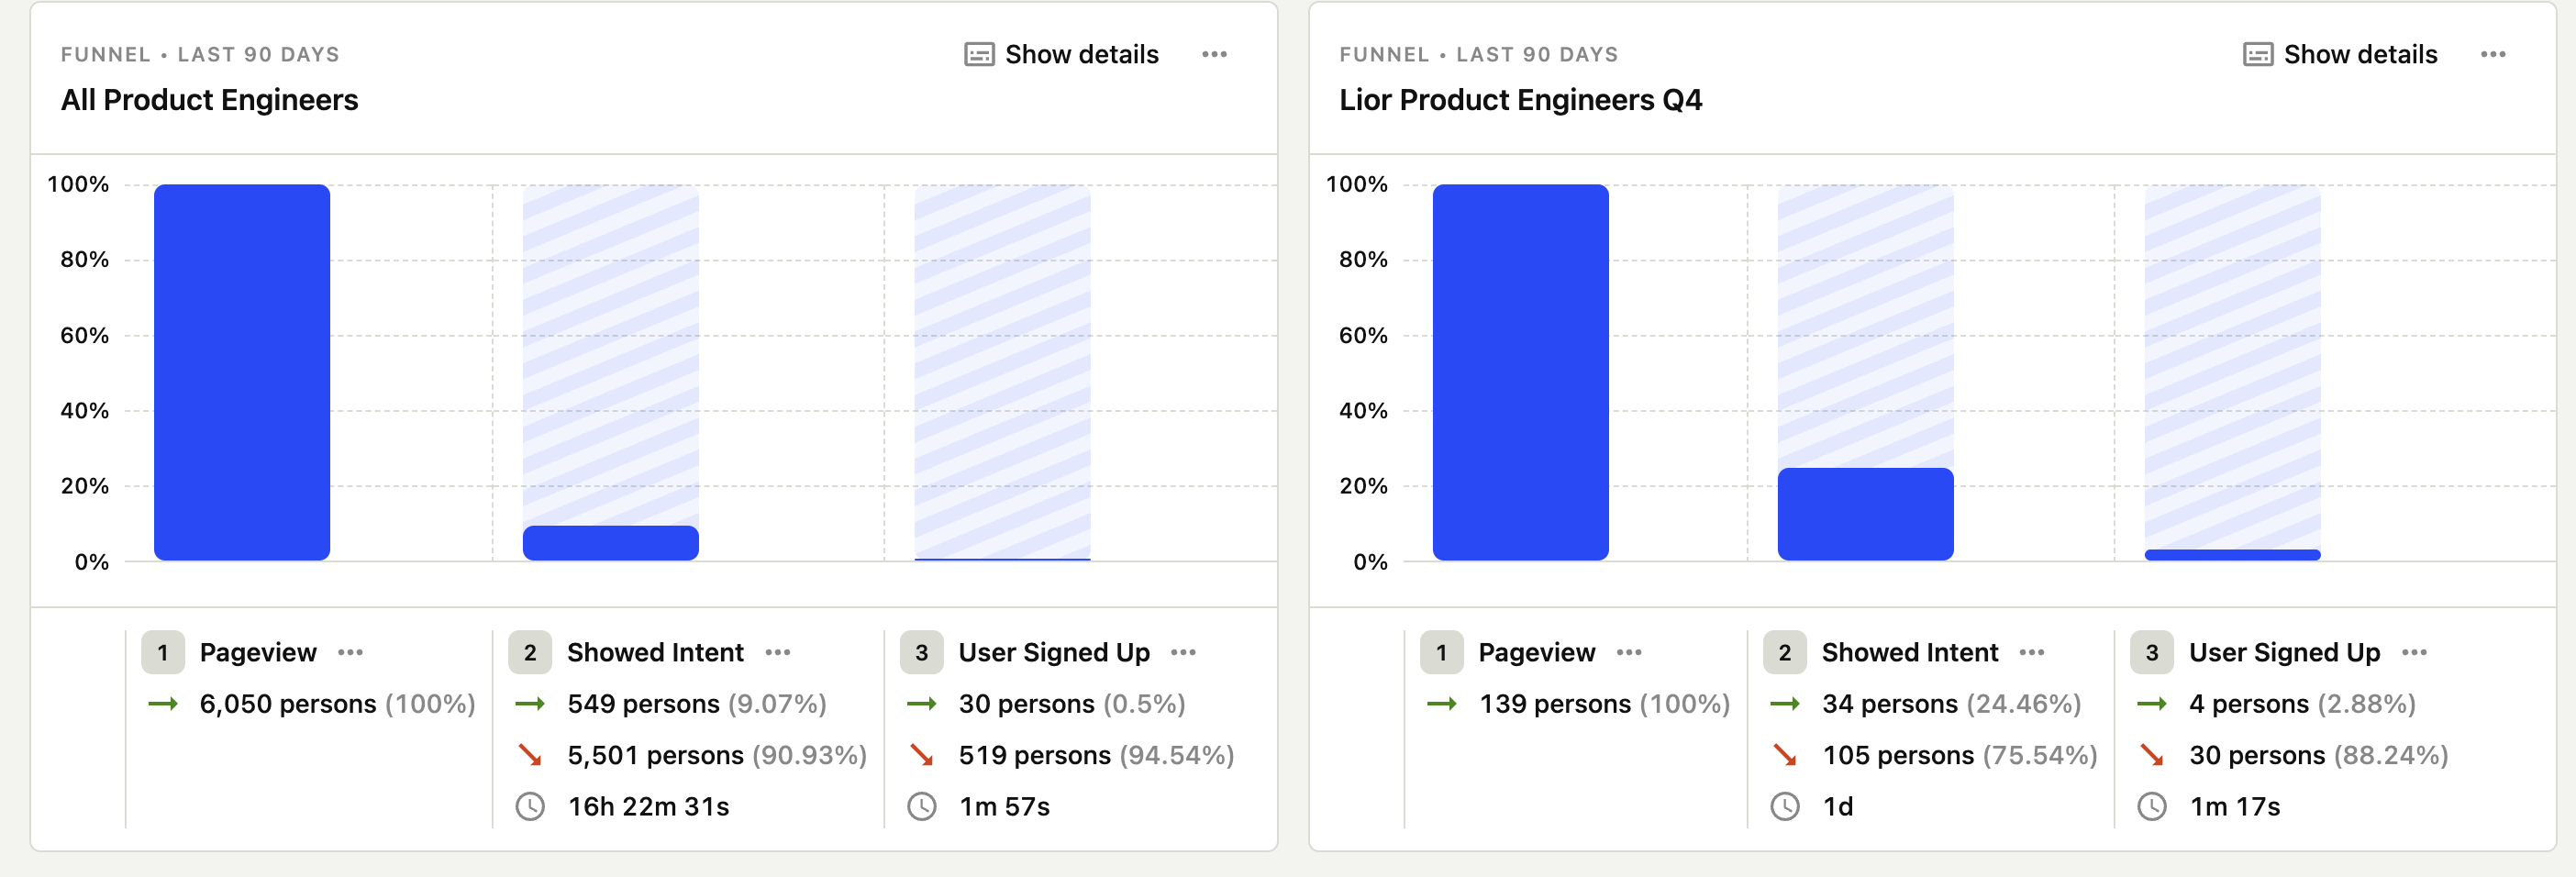 FUNNEL • LAST 90 DAYS
Show details
All Product Engineers
100%
80%
60%
40%
20%
0%
1 Pageview
6,050 persons (100%)
2 Showed Intent
549 persons (9.07%)
5,501 persons (90.93%)
16h 22m 31s
3 User Signed Up
30 persons (0.5%)
519 persons (94.54%)
1m 57s
FUNNEL • LAST 90 DAYS
Show details
Lior Product Engineers Q4
100%
80%
60%
40%
20%
0%
1 Pageview
139 persons (100%)
2 Showed Intent
34 persons (24.46%)
105 persons (75.54%)
1d
3 User Signed Up
4 persons (2.88%)
30 persons (88.24%)
1m 17s